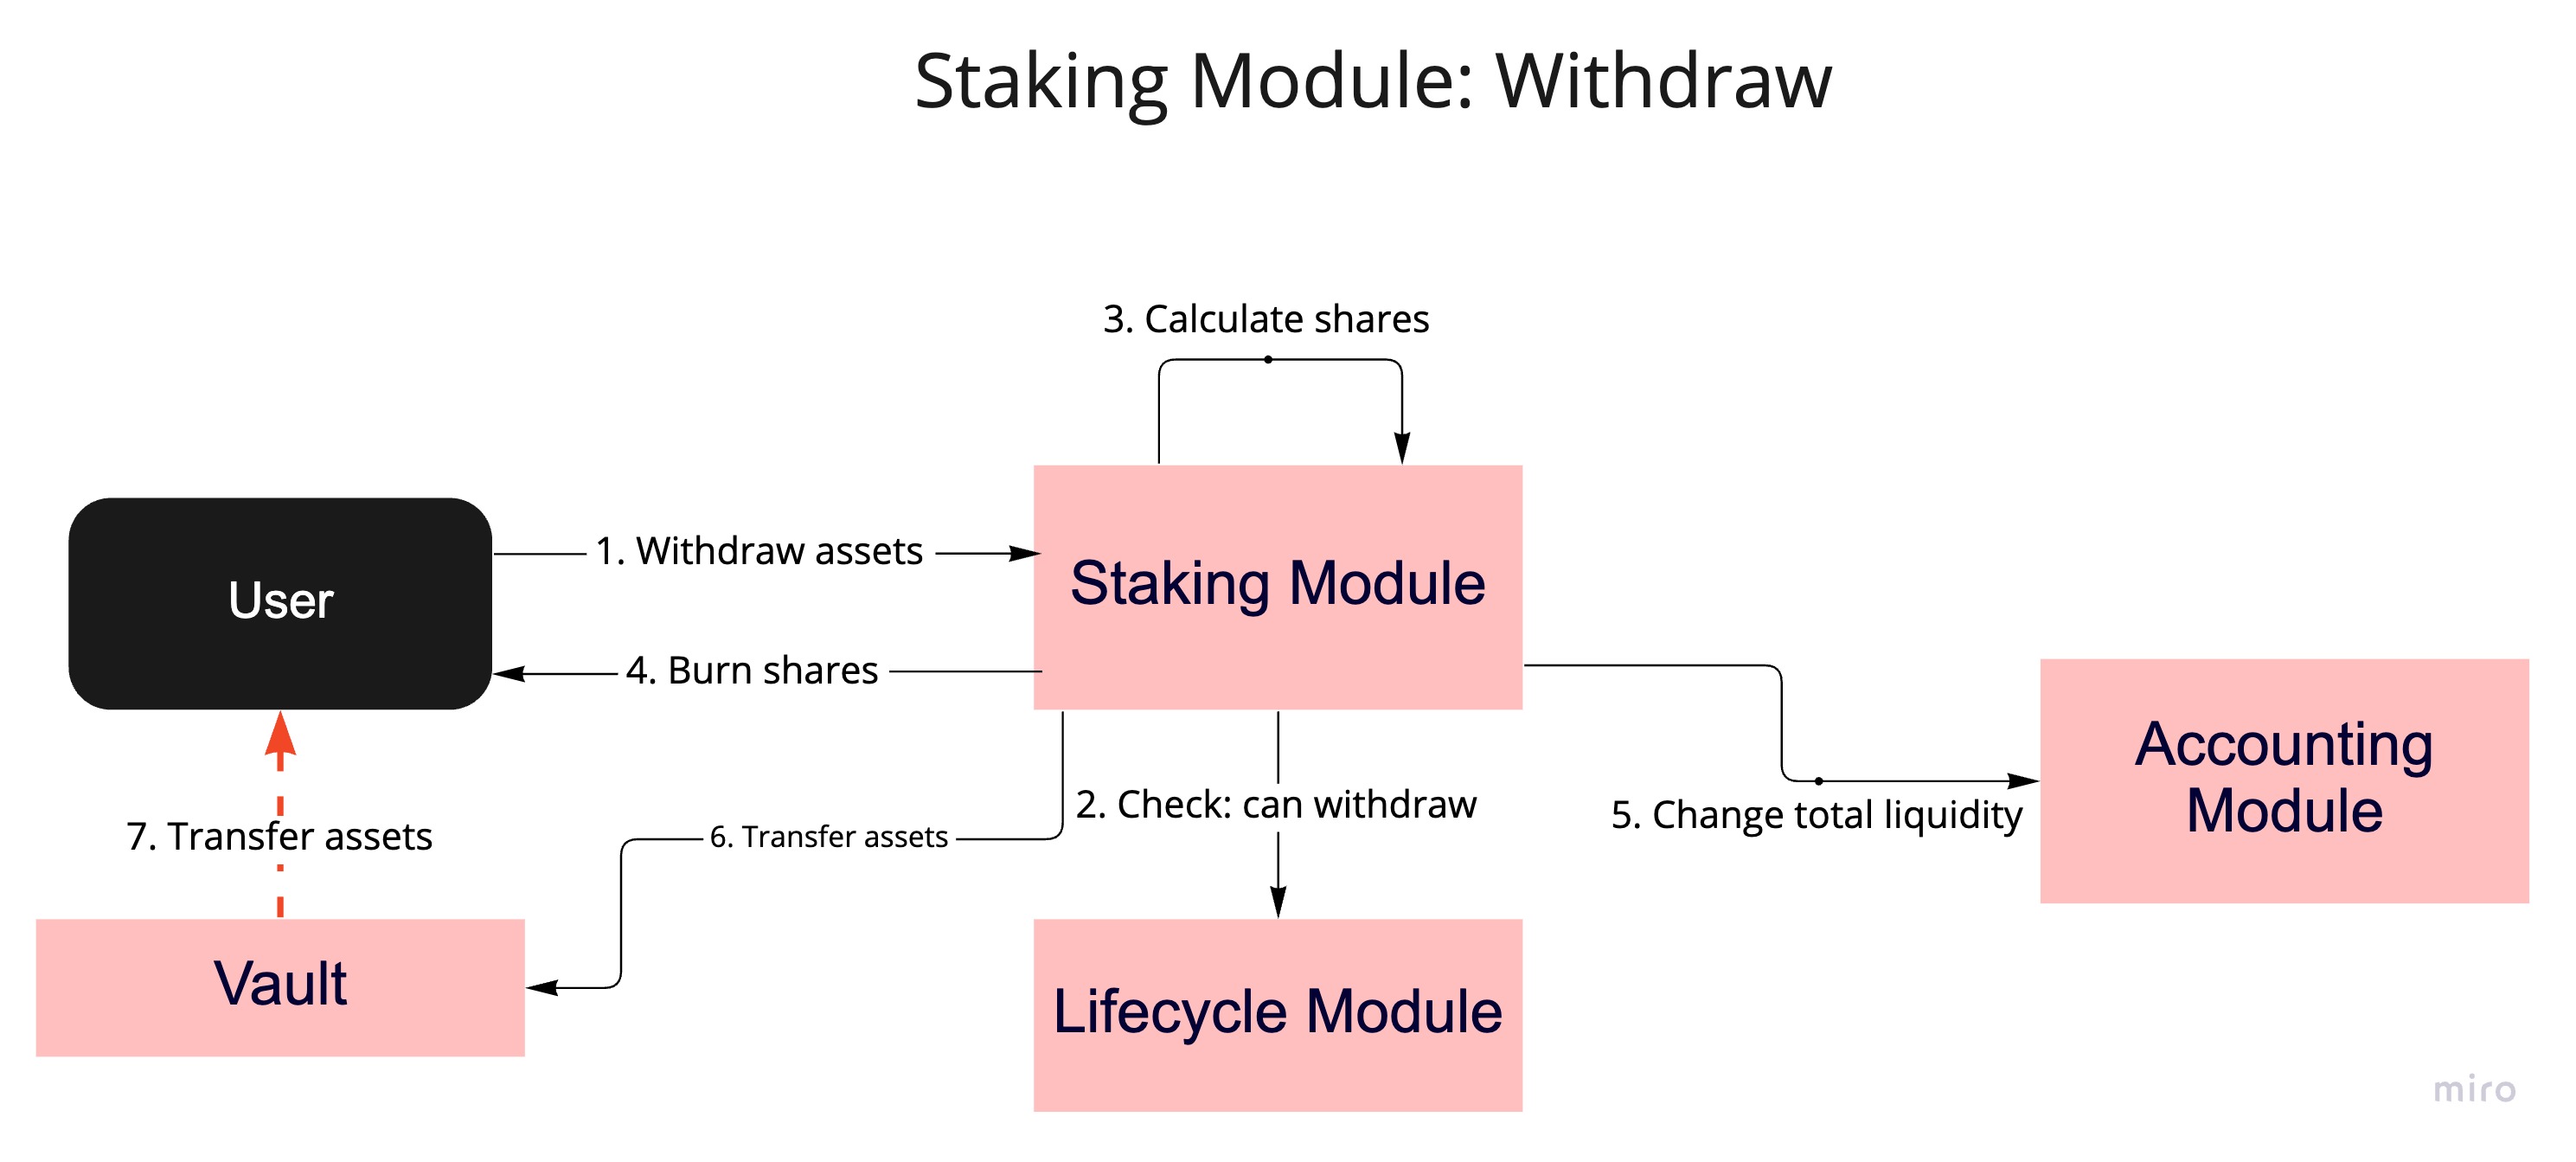 Staking Module: Withdraw
3. Calculate shares
1. Withdraw assets
User
Staking Module
4. Burn shares
Accounting
Module
2. Check: can withdraw
5. Change total liquidity
7. Transfer assets
6. Transfer assets
Vault
Lifecycle Module
miro